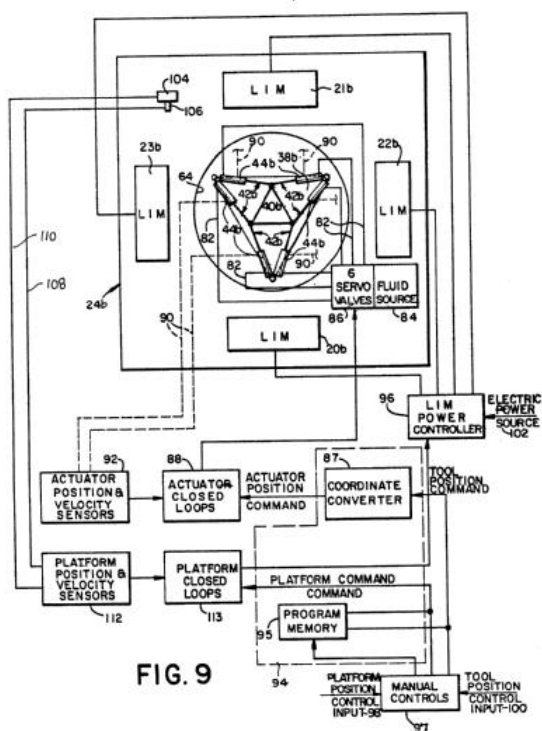 104
106
LIM
21b
90
90
38b
23b
44b
22b
64
42b
40b
42b
LIM
LIM
82
44b
42b
82
44b
110
108
24b
82
90
6
SERVO
VALVES
FLUID
SOURCE
86
84
90
LIM
20b
96
LIM
POWER
CONTROLLER
ELECTRIC
POWER
SOURCE
102
92
88
87
TOOL
POSITION
COMMAND
ACTUATOR
POSITION &
VELOCITY
SENSORS
ACTUATOR
CLOSED
LOOPS
ACTUATOR
POSITION
COMMAND
COORDINATE
CONVERTER
PLATFORM
POSITION &
VELOCITY
SENSORS
PLATFORM
CLOSED
LOOPS
PLATFORM COMMAND
COMMAND
112
113
95
PROGRAM
MEMORY
FIG. 9
94
PLATFORM
POSITION
CONTROL
INPUT-98
MANUAL
CONTROLS
TOOL
POSITION
CONTROL
INPUT-100
97